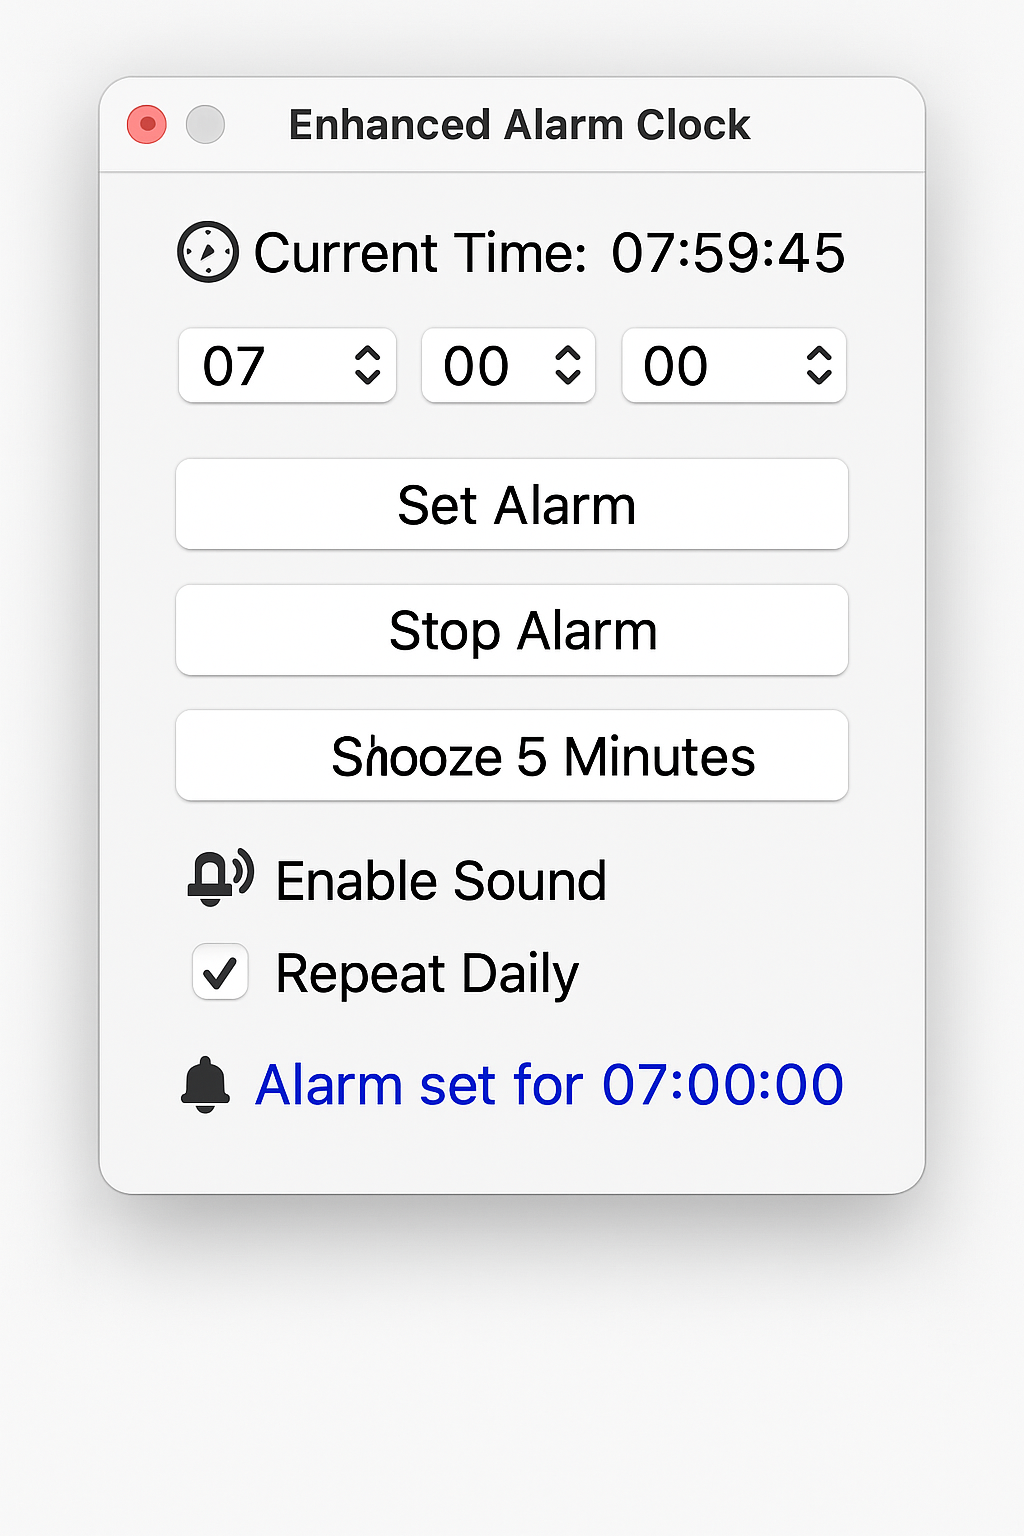 Enhanced Alarm Clock
Current Time: 07:59:45
07 00 00
Set Alarm
Stop Alarm
Snooze 5 Minutes
Enable Sound
Repeat Daily
Alarm set for 07:00:00